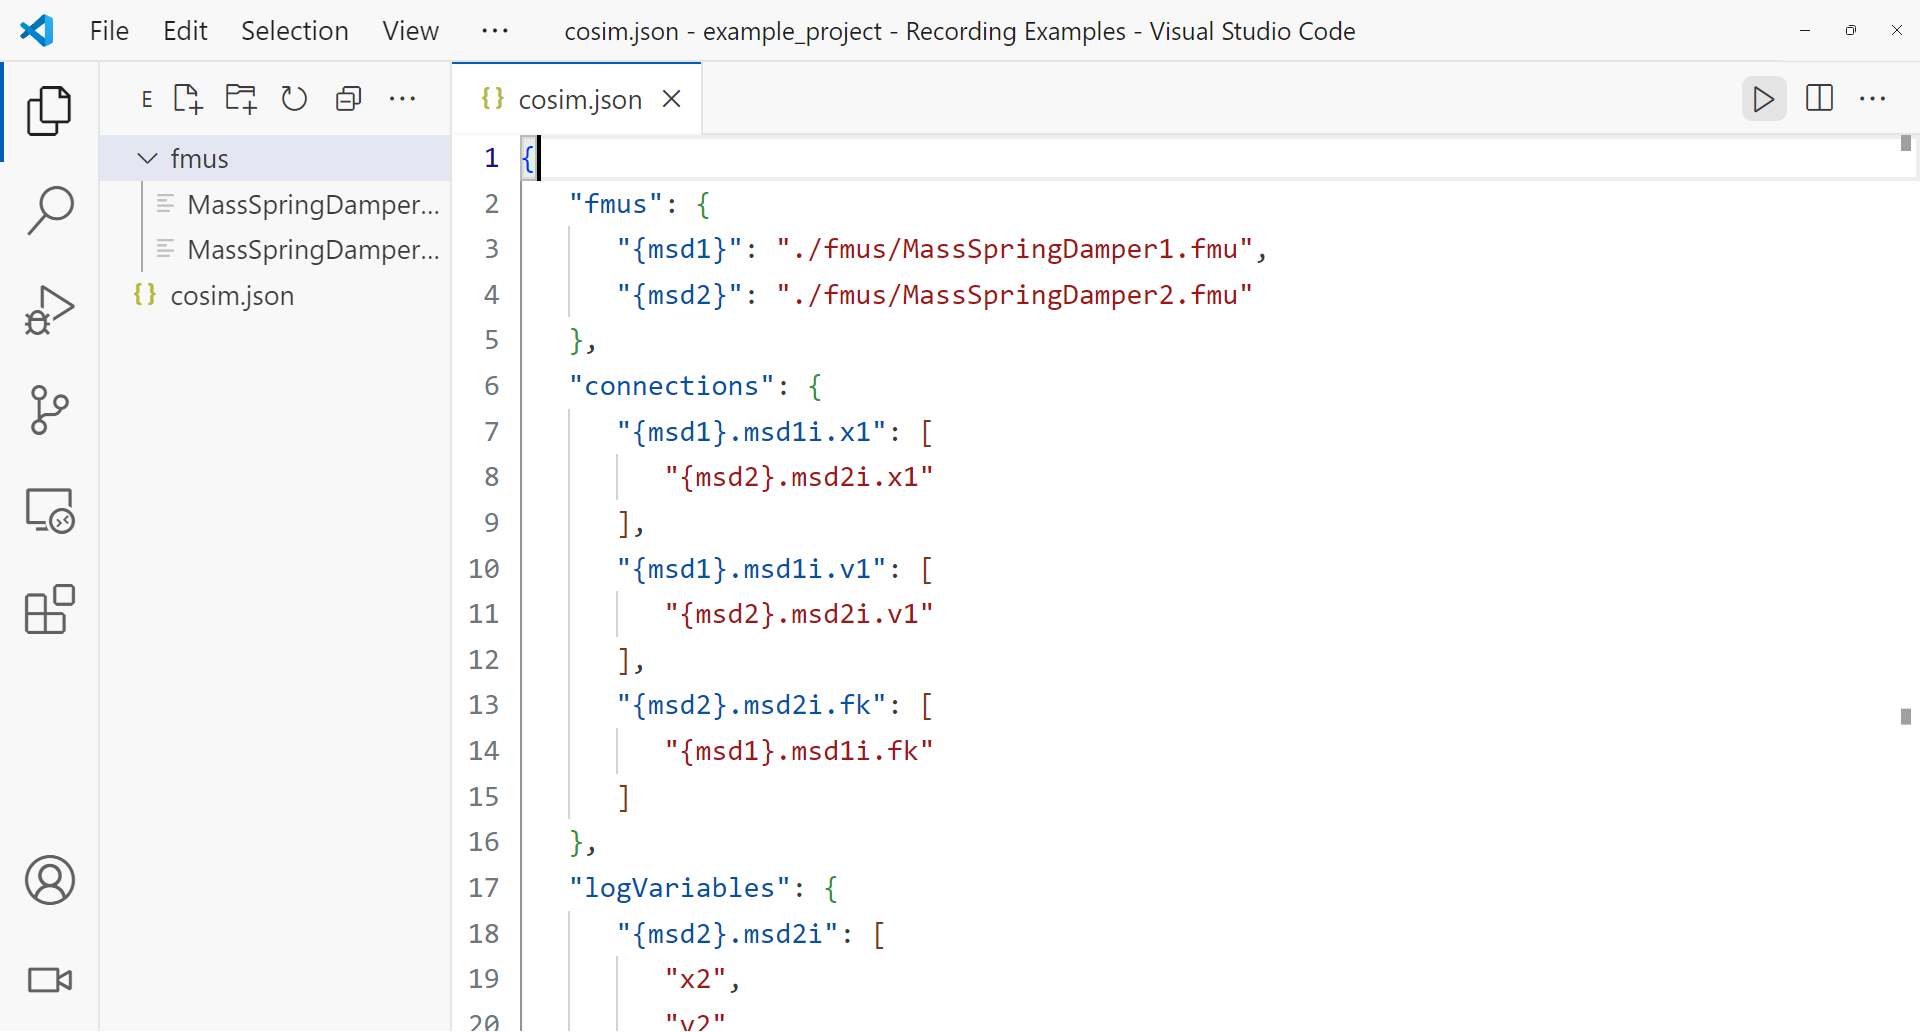 File Edit Selection View ··· cosim.json - example_project - Recording Examples - Visual Studio Code
E
{} cosim.json
fmus
MassSpringDamper...
MassSpringDamper...
{} cosim.json
1 {
2 "fmus": {
3 "{msd1}": "./fmus/MassSpringDamper1.fmu",
4 "{msd2}": "./fmus/MassSpringDamper2.fmu"
5 },
6 "connections": {
7 "{msd1}.msd1i.x1": [
8 "{msd2}.msd2i.x1"
9 ],
10 "{msd1}.msd1i.v1": [
11 "{msd2}.msd2i.v1"
12 ],
13 "{msd2}.msd2i.fk": [
14 "{msd1}.msd1i.fk"
15 ]
16 },
17 "logVariables": {
18 "{msd2}.msd2i": [
19 "x2",
20 "v2"